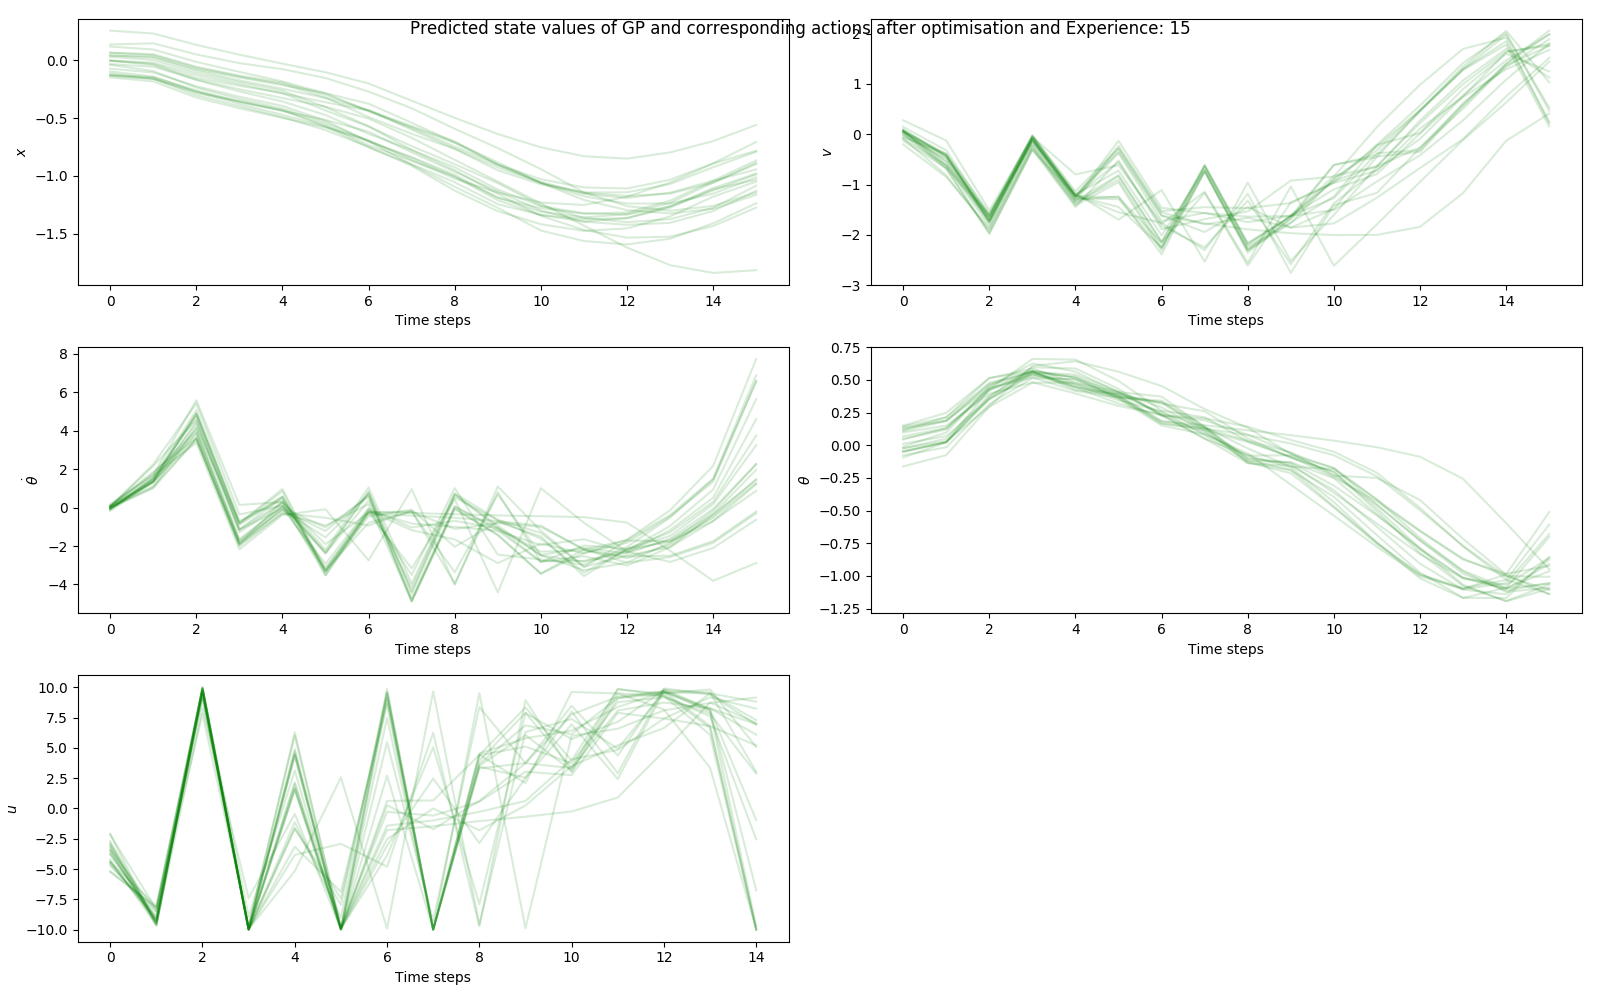 Predicted state values of GP and corresponding actions after optimisation and Experience: 15
0.0
−0.5
−1.0
−1.5
x
0 2 4 6 8 10 12 14
Time steps
2
1
0
−1
−2
−3
v
0 2 4 6 8 10 12 14
Time steps
8
6
4
2
0
−2
−4
θ̇
0 2 4 6 8 10 12 14
Time steps
0.75
0.50
0.25
0.00
−0.25
−0.50
−0.75
−1.00
−1.25
θ
0 2 4 6 8 10 12 14
Time steps
10.0
7.5
5.0
2.5
0.0
−2.5
−5.0
−7.5
−10.0
u
0 2 4 6 8 10 12 14
Time steps